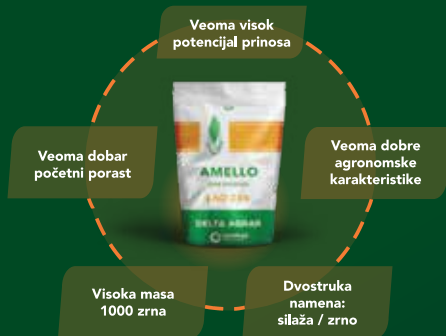 Veoma visok
potencijal prinosa
Veoma dobar
početni porast
Veoma dobre
agronomske
karakteristike
AMELLO
DELTA AGRAR
Visoka masa
1000 zrna
Dvostruka
namena:
silaža / zrno